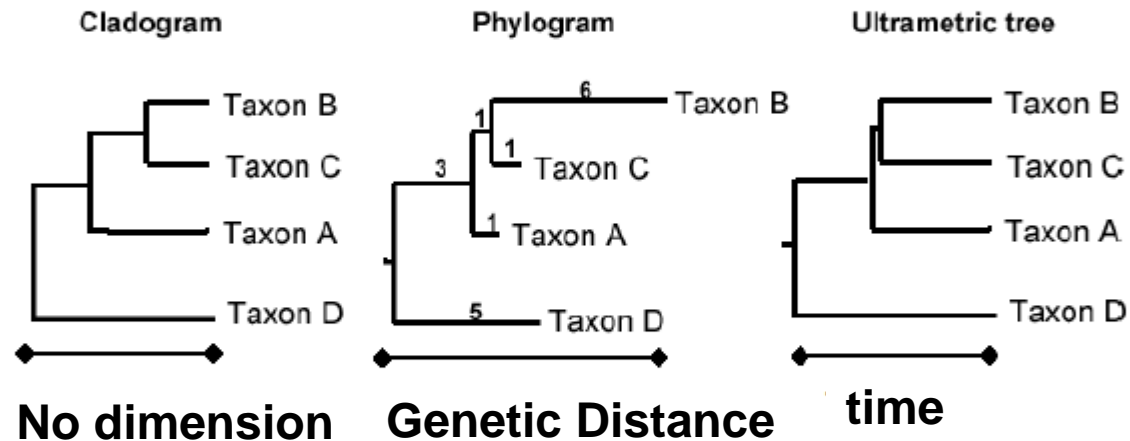 Cladogram
Taxon B
Taxon C
Taxon A
Taxon D
No dimension
Phylogram
6
Taxon B
1
1
Taxon C
3
1
Taxon A
5
Taxon D
Genetic Distance
Ultrametric tree
Taxon B
Taxon C
Taxon A
Taxon D
time